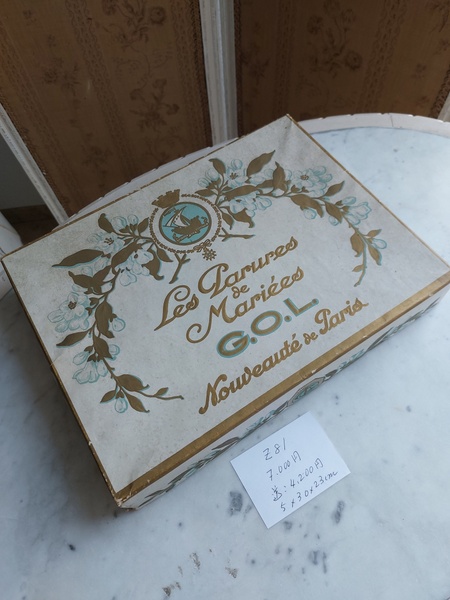 Les Parures
de
Mariées
G.O.L.
Nouveauté de Paris
Z81
7.000円
送:4.200円
5×30×23cm